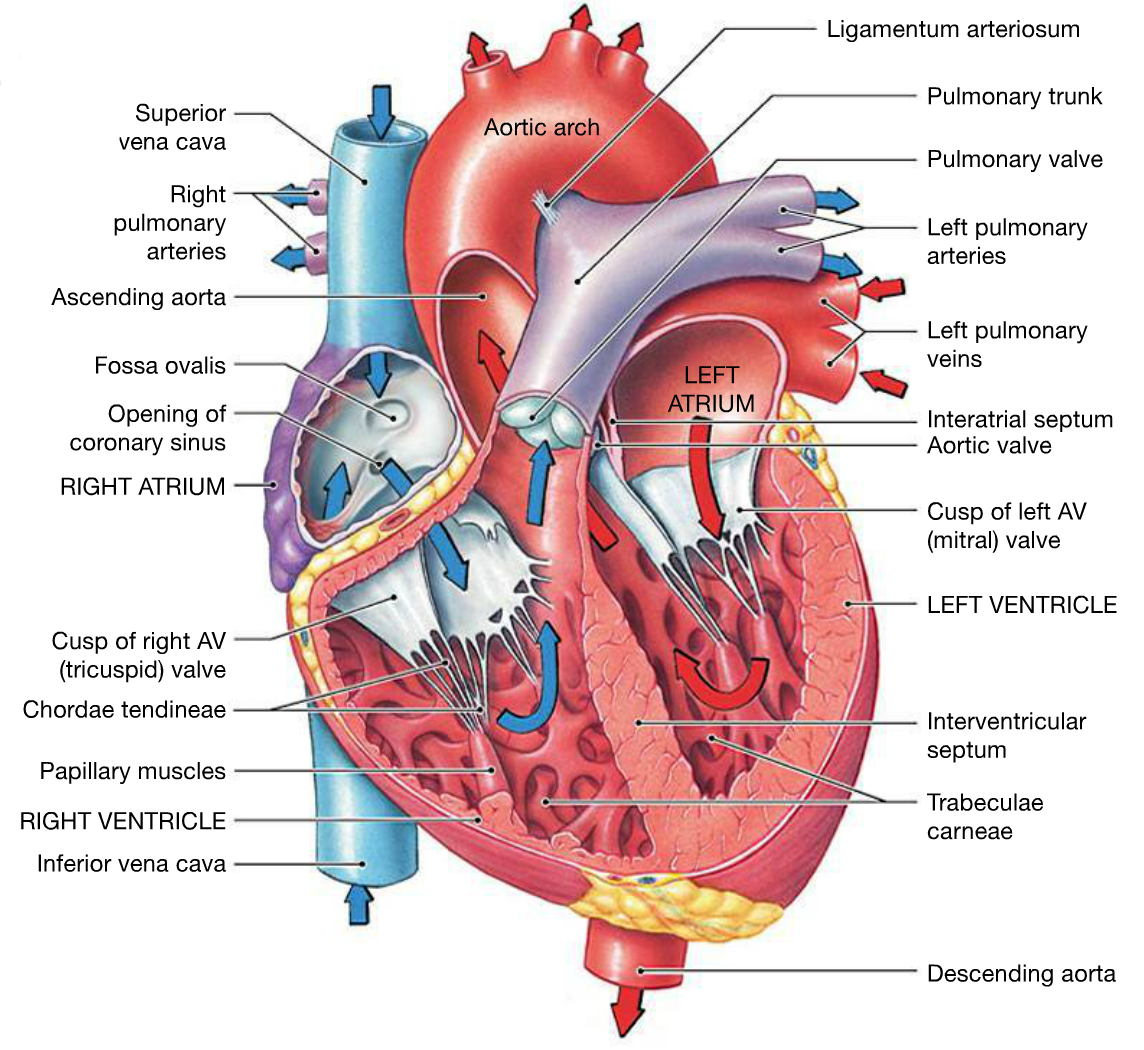 Superior
vena cava
Right
pulmonary
arteries
Ascending aorta
Fossa ovalis
Opening of
coronary sinus
RIGHT ATRIUM
Cusp of right AV
(tricuspid) valve
Chordae tendineae
Papillary muscles
RIGHT VENTRICLE
Inferior vena cava
Aortic arch
LEFT
ATRIUM
Ligamentum arteriosum
Pulmonary trunk
Pulmonary valve
Left pulmonary
arteries
Left pulmonary
veins
Interatrial septum
Aortic valve
Cusp of left AV
(mitral) valve
LEFT VENTRICLE
Interventricular
septum
Trabeculae
carneae
Descending aorta